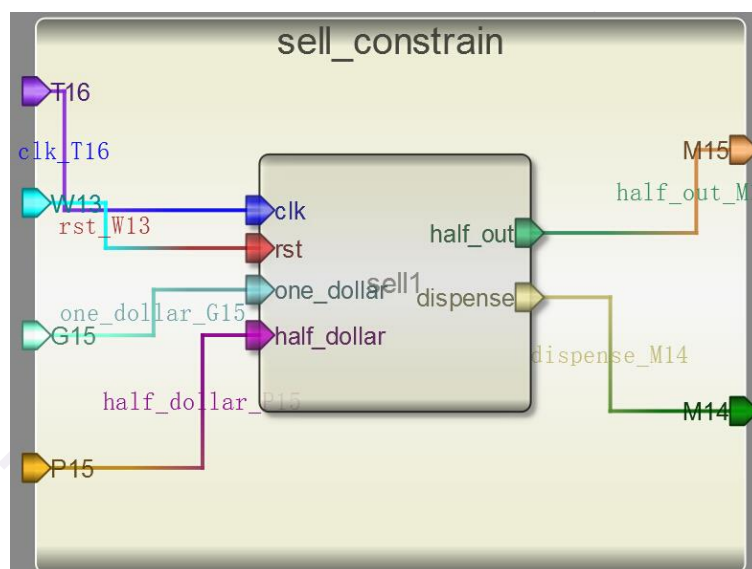 sell_constrain
T16
clk_T16
W13
rst_W13
one_dollar_G15
G15
half_dollar_P15
P15
clk
rst
one_dollar
half_dollar
sell1
half_out
dispense
M15
half_out_M
dispense_M14
M14